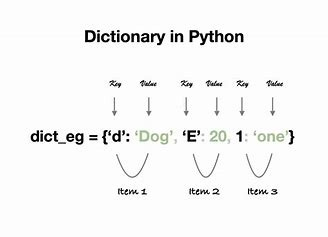 Dictionary in Python
Key Value Key Value Key Value
dict_eg = {‘d’: ‘Dog’, ‘E’: 20, 1: ‘one’}
Item 1 Item 2 Item 3